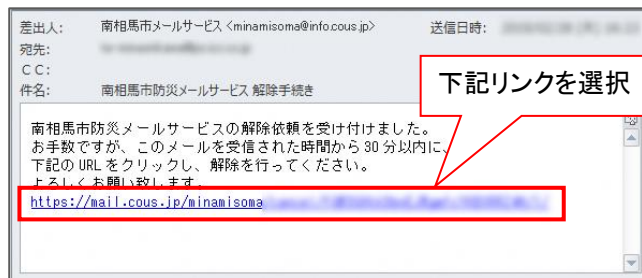 差出人: 南相馬市メールサービス <minamisoma@info.cous.jp> 送信日時:
宛先:
CC:
件名: 南相馬市防災メールサービス 解除手続き
下記リンクを選択
南相馬市防災メールサービスの解除依頼を受け付けました。
お手数ですが、このメールを受信された時間から30分以内に、
下記のURLをクリックし、解除を行ってください。
よろしくお願い致します。
https://mail.cous.jp/minamisoma